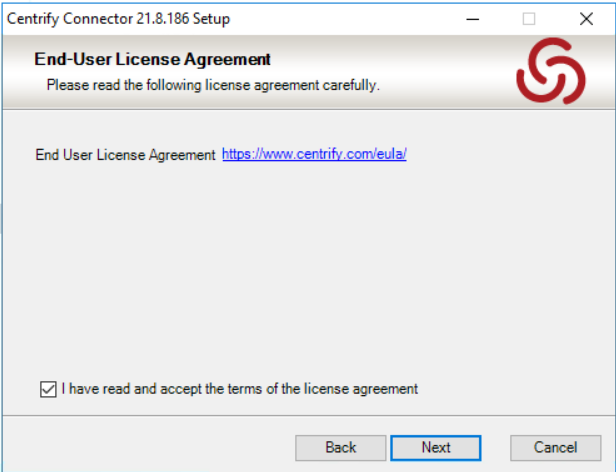 Centrify Connector 21.8.186 Setup
End-User License Agreement
Please read the following license agreement carefully.
End User License Agreement https://www.centrify.com/eula/
I have read and accept the terms of the license agreement
Back Next Cancel